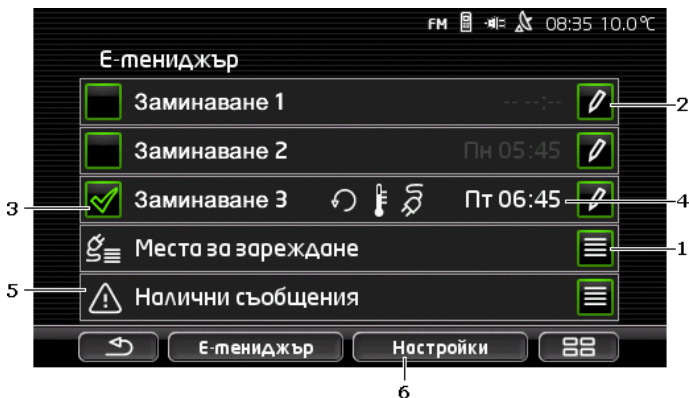 FM 08:35 10.0°C
Е-мениджър
Заминаване 1 -- --:-- 2
Заминаване 2 Пн 05:45
3 Заминаване 3 Пт 06:45 4
Места за зареждане 1
5 Налични съобщения
Е-мениджър Настройки
6